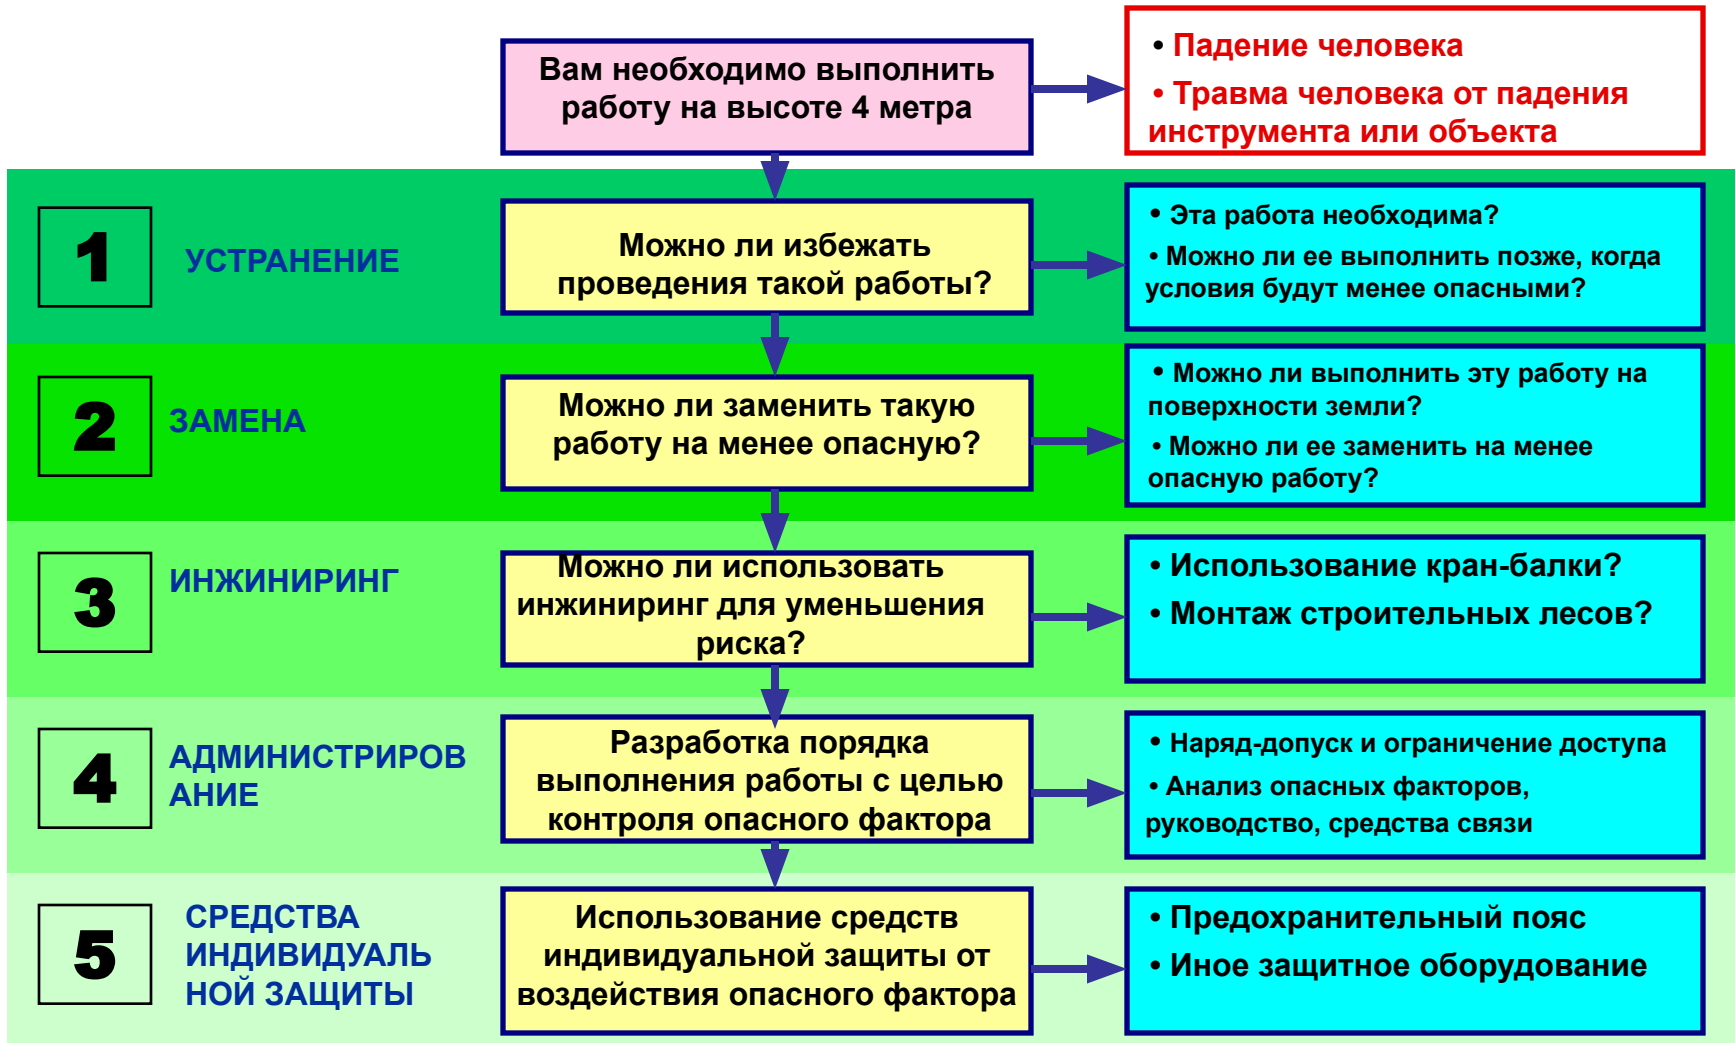 Вам необходимо выполнить
работу на высоте 4 метра
• Падение человека
• Травма человека от падения
инструмента или объекта
1
УСТРАНЕНИЕ
Можно ли избежать
проведения такой работы?
• Эта работа необходима?
• Можно ли ее выполнить позже, когда
условия будут менее опасными?
2
ЗАМЕНА
Можно ли заменить такую
работу на менее опасную?
• Можно ли выполнить эту работу на
поверхности земли?
• Можно ли ее заменить на менее
опасную работу?
3
ИНЖИНИРИНГ
Можно ли использовать
инжиниринг для уменьшения
риска?
• Использование кран-балки?
• Монтаж строительных лесов?
4
АДМИНИСТРИРОВ
АНИЕ
Разработка порядка
выполнения работы с целью
контроля опасного фактора
• Наряд-допуск и ограничение доступа
• Анализ опасных факторов,
руководство, средства связи
5
СРЕДСТВА
ИНДИВИДУАЛЬ
НОЙ ЗАЩИТЫ
Использование средств
индивидуальной защиты от
воздействия опасного фактора
• Предохранительный пояс
• Иное защитное оборудование